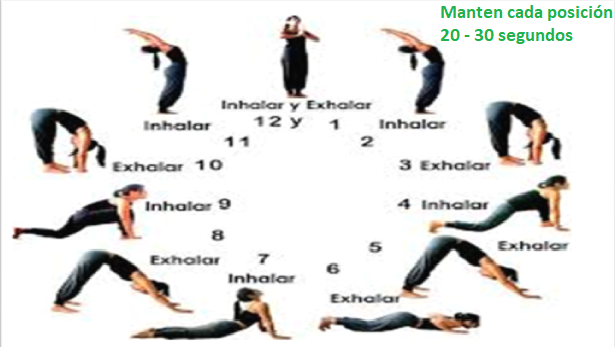 Manten cada posición
20 - 30 segundos
Inhalar y Exhalar
12 y 1
Inhalar
2
3 Exhalar
4 Inhalar
Exhalar
5
Exhalar
6
Inhalar
7
Exhalar
8
Inhalar 9
Exhalar 10
Inhalar
11